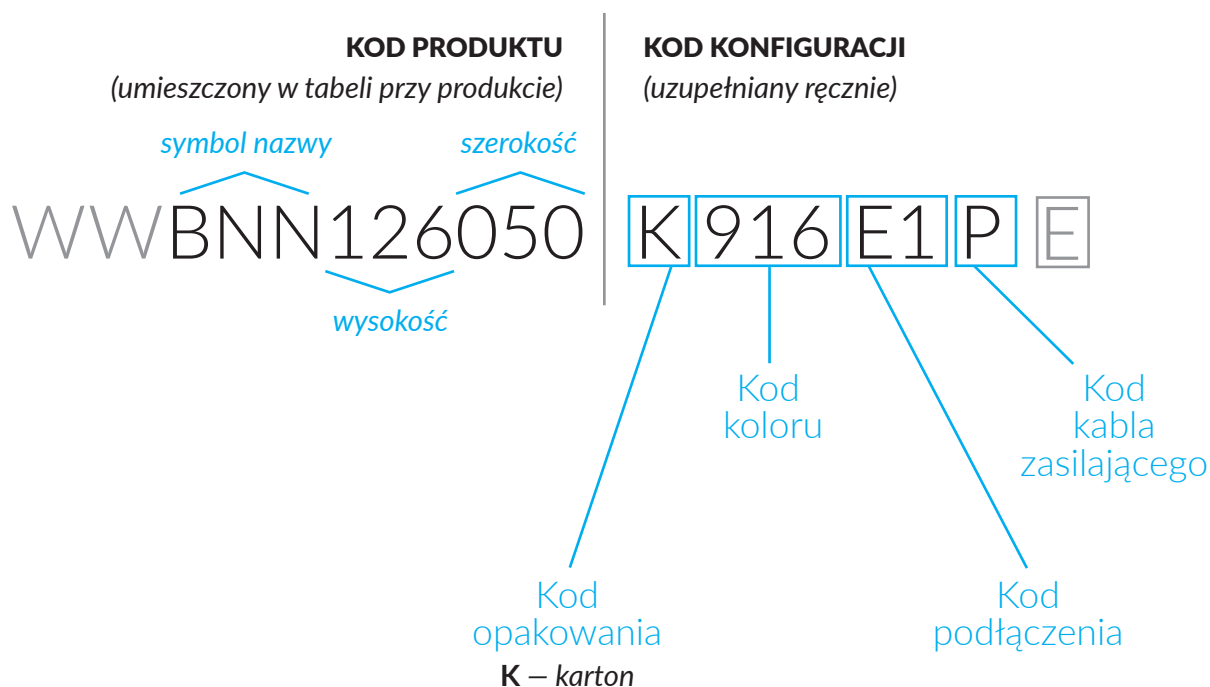 KOD PRODUKTU
(umieszczony w tabeli przy produkcie)
KOD KONFIGURACJI
(uzupełniany ręcznie)
symbol nazwy
szerokość
WWBNN126050 K 916 E1 P E
wysokość
Kod
koloru
Kod
kabla
zasilającego
Kod
opakowania
K – karton
Kod
podłączenia